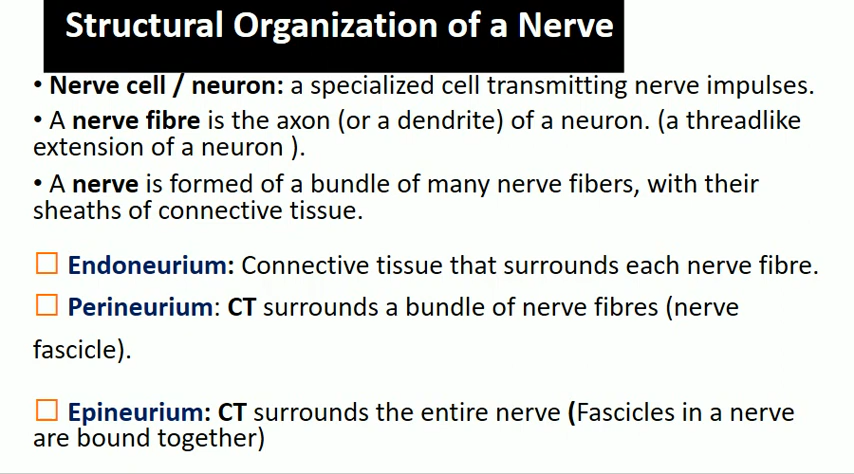 Structural Organization of a Nerve
• Nerve cell / neuron: a specialized cell transmitting nerve impulses.
• A nerve fibre is the axon (or a dendrite) of a neuron. (a threadlike
extension of a neuron ).
• A nerve is formed of a bundle of many nerve fibers, with their
sheaths of connective tissue.
☐ Endoneurium: Connective tissue that surrounds each nerve fibre.
☐ Perineurium: CT surrounds a bundle of nerve fibres (nerve
fascicle).
☐ Epineurium: CT surrounds the entire nerve (Fascicles in a nerve
are bound together)